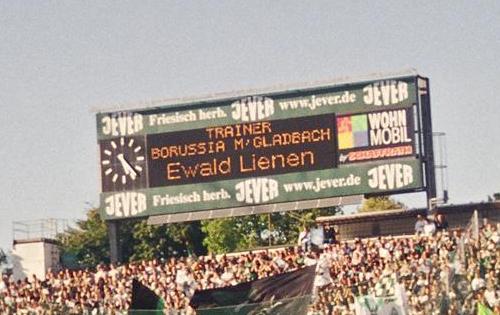 JEVER Friesisch herb. JEVER www.jever.de JEVER
TRAINER
BORUSSIA M'GLADBACH
Ewald Lienen
WOHN
MOBIL
by
JEVER Friesisch herb. JEVER www.jever.de JEVER